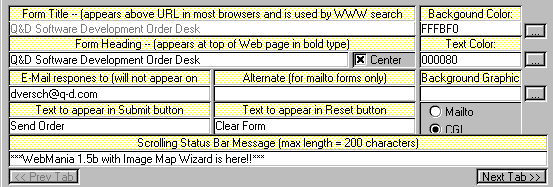 Form Title -- (appears above URL in most browsers and is used by WWW search
Backgound Color:
Q&D Software Development Order Desk
FFFBF0
...
Form Heading -- (appears at top of Web page in bold type)
Text Color:
Q&D Software Development Order Desk
Center
000080
...
E-Mail respones to (will not appear on
Alternate (for mailto forms only)
Background Graphic
dversch@q-d.com
...
Text to appear in Submit button
Text to appear in Reset button
Mailto
Send Order
Clear Form
CGI
Scrolling Status Bar Message (max length = 200 characters)
***WebMania 1.5b with Image Map Wizard is here!!***
<< Prev Tab
Next Tab >>